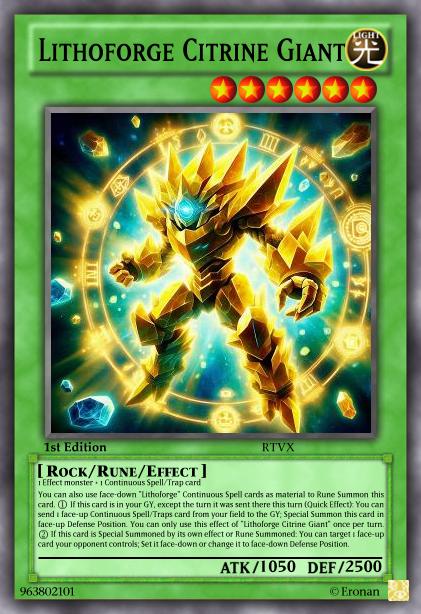 LITHOFORGE CITRINE GIANT
LIGHT
光
1st Edition
RTVX
[ ROCK/RUNE/EFFECT ]
1 Effect monster + 1 Continuous Spell/Trap card
You can also use face-down "Lithoforge" Continuous Spell cards as material to Rune Summon this
card. ① If this card is in your GY, except the turn it was sent there this turn (Quick Effect): You can
send 1 face-up Continuous Spell/Traps card from your field to the GY; Special Summon this card in
face-up Defense Position. You can only use this effect of "Lithoforge Citrine Giant" once per turn.
② If this card is Special Summoned by its own effect or Rune Summoned: You can target 1 face-up
card your opponent controls; Set it face-down or change it to face-down Defense Position.
ATK/1050 DEF/2500
963802101
© Eronan